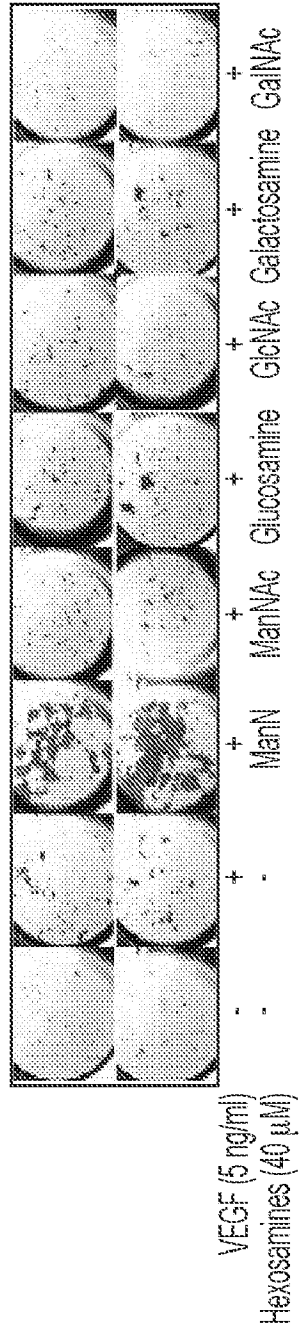 VEGF (5 ng/ml) - + + + + + + +
Hexosamines (40 μM) - - ManN ManNAc Glucosamine GlcNAc Galactosamine GalNAc